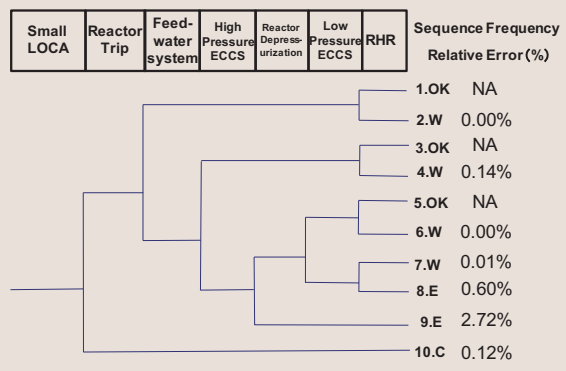 Small LOCA
Reactor Trip
Feed-water system
High Pressure ECCS
Reactor Depress-urization
Low Pressure ECCS
RHR
Sequence Frequency
Relative Error(%)
1.OK NA
2.W 0.00%
3.OK NA
4.W 0.14%
5.OK NA
6.W 0.00%
7.W 0.01%
8.E 0.60%
9.E 2.72%
10.C 0.12%